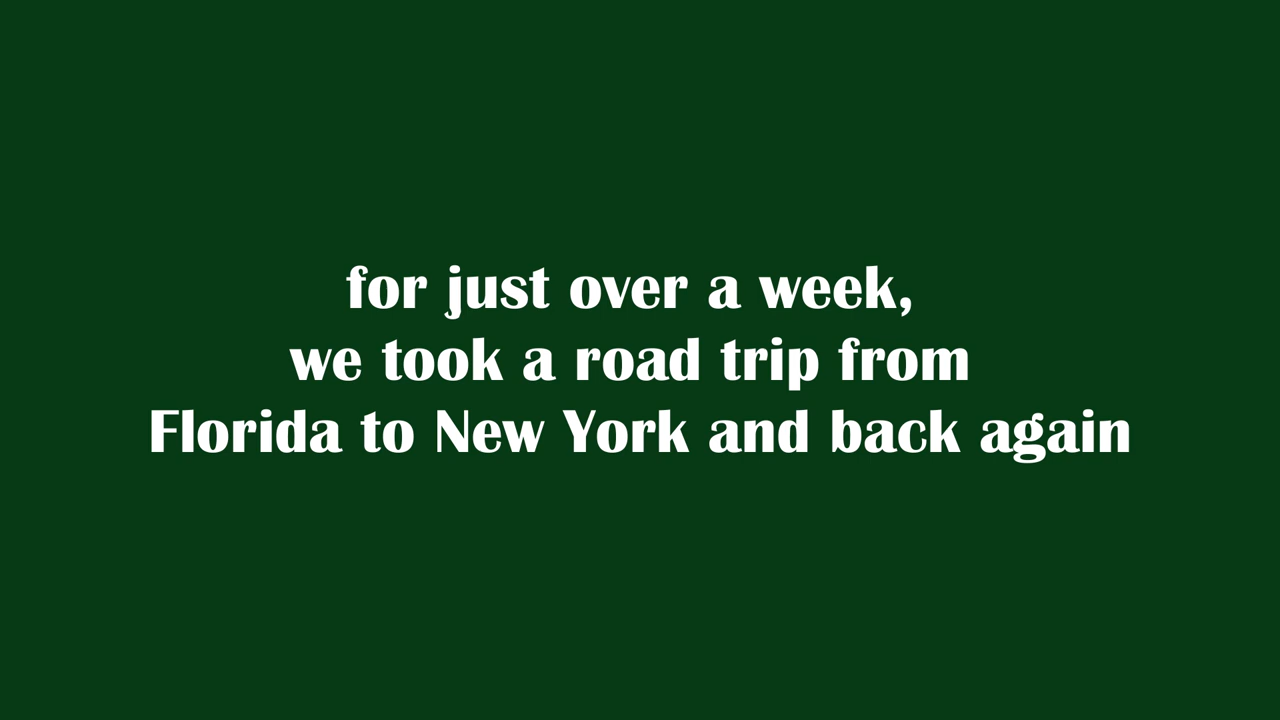 for just over a week,
we took a road trip from
Florida to New York and back again